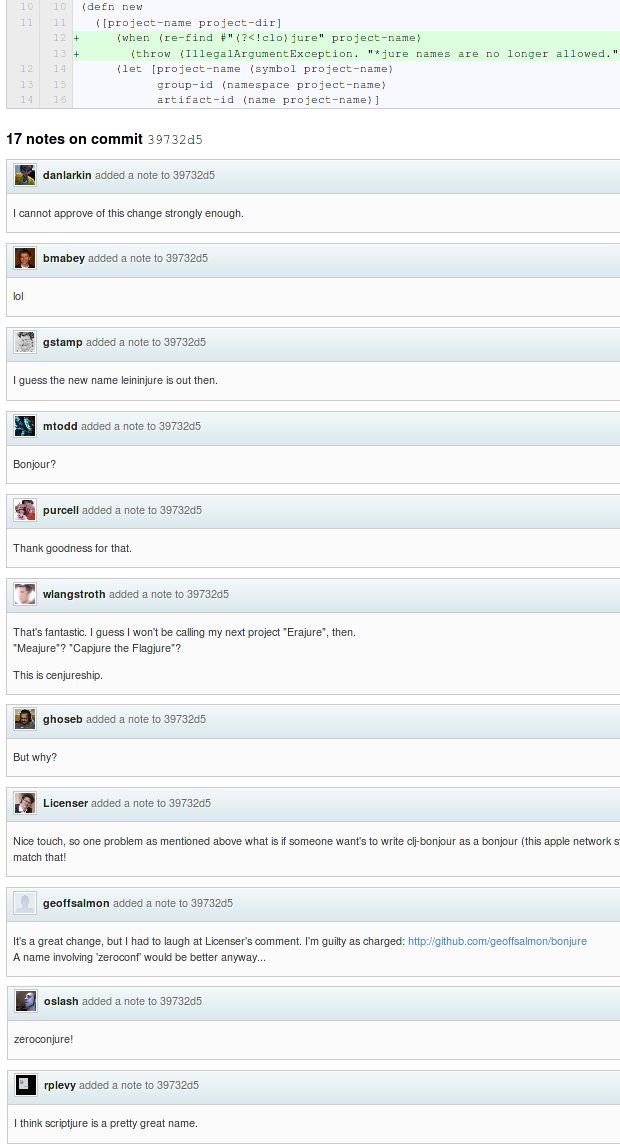 10 10 (defn new
11 11 ([project-name project-dir]
12 + (when (re-find #"(?<!clo)jure" project-name)
13 + (throw (IllegalArgumentException. "*jure names are no longer allowed."
12 14 (let [project-name (symbol project-name)
13 15 group-id (namespace project-name)
14 16 artifact-id (name project-name)]
17 notes on commit 39732d5
danlarkin added a note to 39732d5
I cannot approve of this change strongly enough.
bmabey added a note to 39732d5
lol
gstamp added a note to 39732d5
I guess the new name leininjure is out then.
mtodd added a note to 39732d5
Bonjour?
purcell added a note to 39732d5
Thank goodness for that.
wlangstroth added a note to 39732d5
That's fantastic. I guess I won't be calling my next project "Erajure", then.
"Meajure"? "Capjure the Flagjure"?
This is cenjureship.
ghoseb added a note to 39732d5
But why?
Licenser added a note to 39732d5
Nice touch, so one problem as mentioned above what is if someone want's to write clj-bonjour as a bonjour (this apple network
match that!
geoffsalmon added a note to 39732d5
It's a great change, but I had to laugh at Licenser's comment. I'm guilty as charged: http://github.com/geoffsalmon/bonjure
A name involving 'zeroconf' would be better anyway...
oslash added a note to 39732d5
zeroconjure!
rplevy added a note to 39732d5
I think scriptjure is a pretty great name.